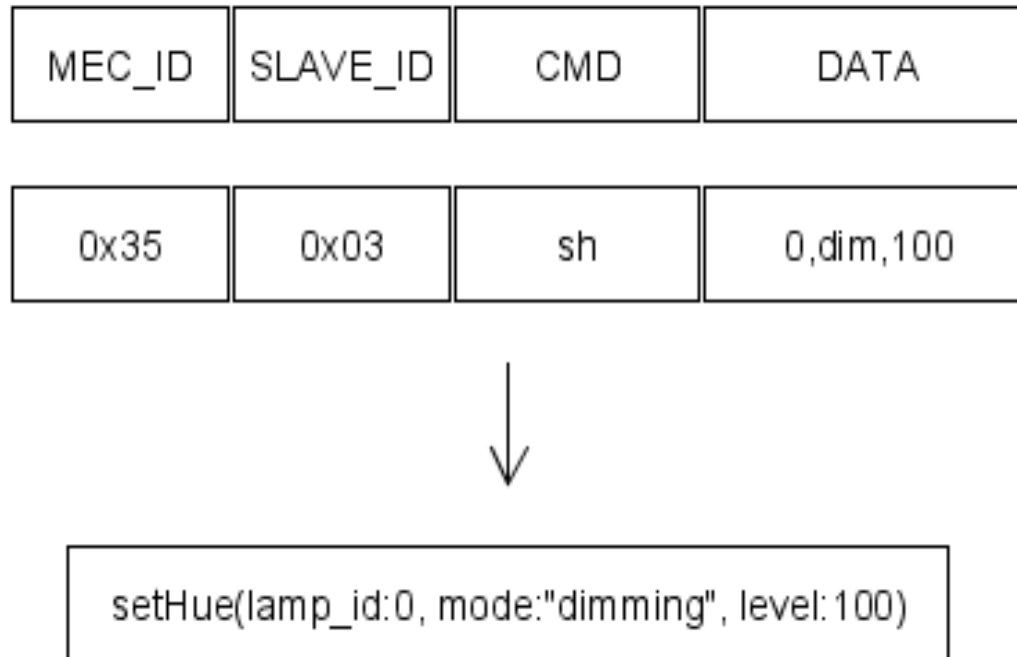 MEC_ID SLAVE_ID CMD DATA
0x35 0x03 sh 0,dim,100
setHue(lamp_id:0, mode:"dimming", level:100)